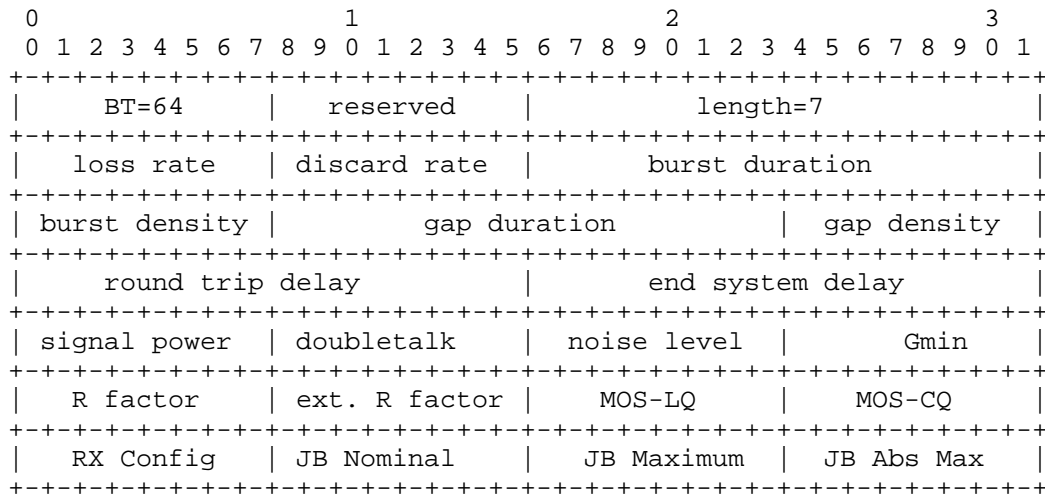 0                   1                   2                   3
 0 1 2 3 4 5 6 7 8 9 0 1 2 3 4 5 6 7 8 9 0 1 2 3 4 5 6 7 8 9 0 1
+-+-+-+-+-+-+-+-+-+-+-+-+-+-+-+-+-+-+-+-+-+-+-+-+-+-+-+-+-+-+-+-+
|     BT=64     |   reserved    |          length=7             |
+-+-+-+-+-+-+-+-+-+-+-+-+-+-+-+-+-+-+-+-+-+-+-+-+-+-+-+-+-+-+-+-+
|   loss rate   | discard rate  |       burst duration          |
+-+-+-+-+-+-+-+-+-+-+-+-+-+-+-+-+-+-+-+-+-+-+-+-+-+-+-+-+-+-+-+-+
| burst density |         gap duration          |  gap density  |
+-+-+-+-+-+-+-+-+-+-+-+-+-+-+-+-+-+-+-+-+-+-+-+-+-+-+-+-+-+-+-+-+
|     round trip delay          |       end system delay        |
+-+-+-+-+-+-+-+-+-+-+-+-+-+-+-+-+-+-+-+-+-+-+-+-+-+-+-+-+-+-+-+-+
| signal power  | doubletalk    |  noise level  |       Gmin    |
+-+-+-+-+-+-+-+-+-+-+-+-+-+-+-+-+-+-+-+-+-+-+-+-+-+-+-+-+-+-+-+-+
|   R factor    | ext. R factor |    MOS-LQ     |    MOS-CQ     |
+-+-+-+-+-+-+-+-+-+-+-+-+-+-+-+-+-+-+-+-+-+-+-+-+-+-+-+-+-+-+-+-+
|   RX Config   | JB Nominal    |   JB Maximum  |  JB Abs Max   |
+-+-+-+-+-+-+-+-+-+-+-+-+-+-+-+-+-+-+-+-+-+-+-+-+-+-+-+-+-+-+-+-+